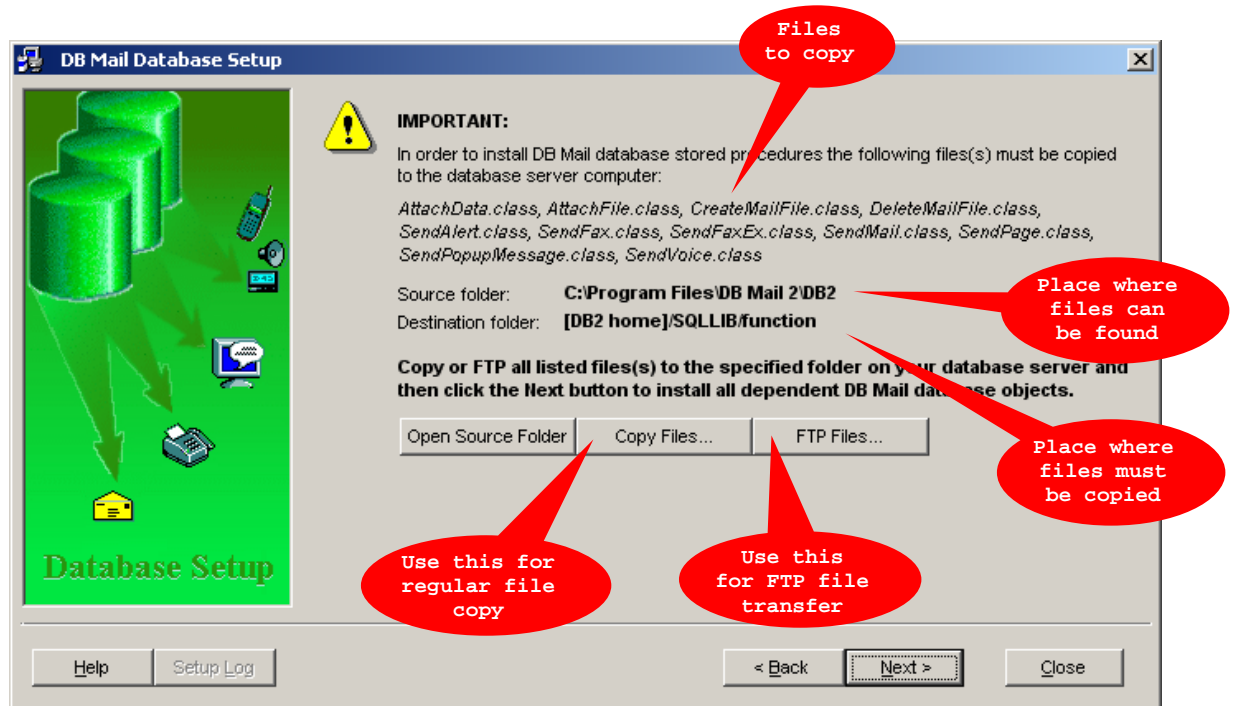 Files
to copy
DB Mail Database Setup
IMPORTANT:
In order to install DB Mail database stored procedures the following files(s) must be copied
to the database server computer:
AttachData.class, AttachFile.class, CreateMailFile.class, DeleteMailFile.class,
SendAlert.class, SendFax.class, SendFaxEx.class, SendMail.class, SendPage.class,
SendPopupMessage.class, SendVoice.class
Source folder: C:\Program Files\DB Mail 2\DB2
Destination folder: [DB2 home]/SQLLIB/function
Place where
files can
be found
Copy or FTP all listed files(s) to the specified folder on your database server and
then click the Next button to install all dependent DB Mail database objects.
Open Source Folder
Copy Files...
FTP Files...
Place where
files must
be copied
Use this for
regular file
copy
Use this
for FTP file
transfer
Database Setup
Help
Setup Log
< Back
Next >
Close